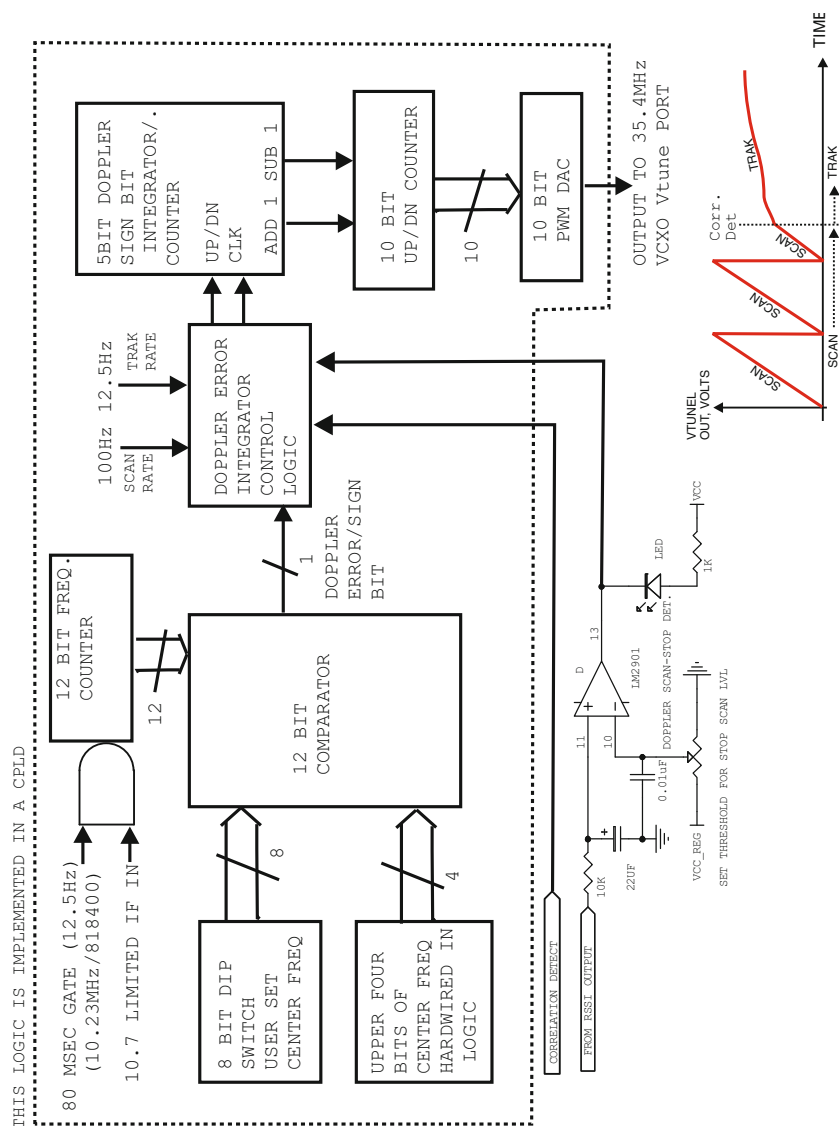 THIS LOGIC IS IMPLEMENTED IN A CPLD
80 MSEC GATE (12.5Hz)
(10.23MHz/818400)
10.7 LIMITED IF IN
12 BIT FREQ.
COUNTER
12
8 BIT DIP
SWITCH
USER SET
CENTER FREQ
8
UPPER FOUR
BITS OF
CENTER FREQ
HARDWIRED IN
LOGIC
4
12 BIT
COMPARATOR
1
DOPPLER
ERROR/SIGN
BIT
100Hz
SCAN
RATE
12.5Hz
TRAK
RATE
DOPPLER ERROR
INTEGRATOR
CONTROL
LOGIC
5BIT DOPPLER
SIGN BIT
INTEGRATOR/.
COUNTER
UP/DN
CLK
ADD 1 SUB 1
10 BIT
UP/DN COUNTER
10
10 BIT
PWM DAC
OUTPUT TO 35.4MHz
VCXO Vtune PORT
CORRELATION DETECT
FROM RSSI OUTPUT
10K
22UF
+
0.01uF
11
10
+
−
D
13
LM2901
DOPPLER SCAN-STOP DET.
LED
1K
VCC
VCC_REG
SET THRESHOLD FOR STOP SCAN LVL
VTUNEL
OUT, VOLTS
SCAN
SCAN
SCAN
Corr.
Det
TRAK
SCAN
TRAK
TIME